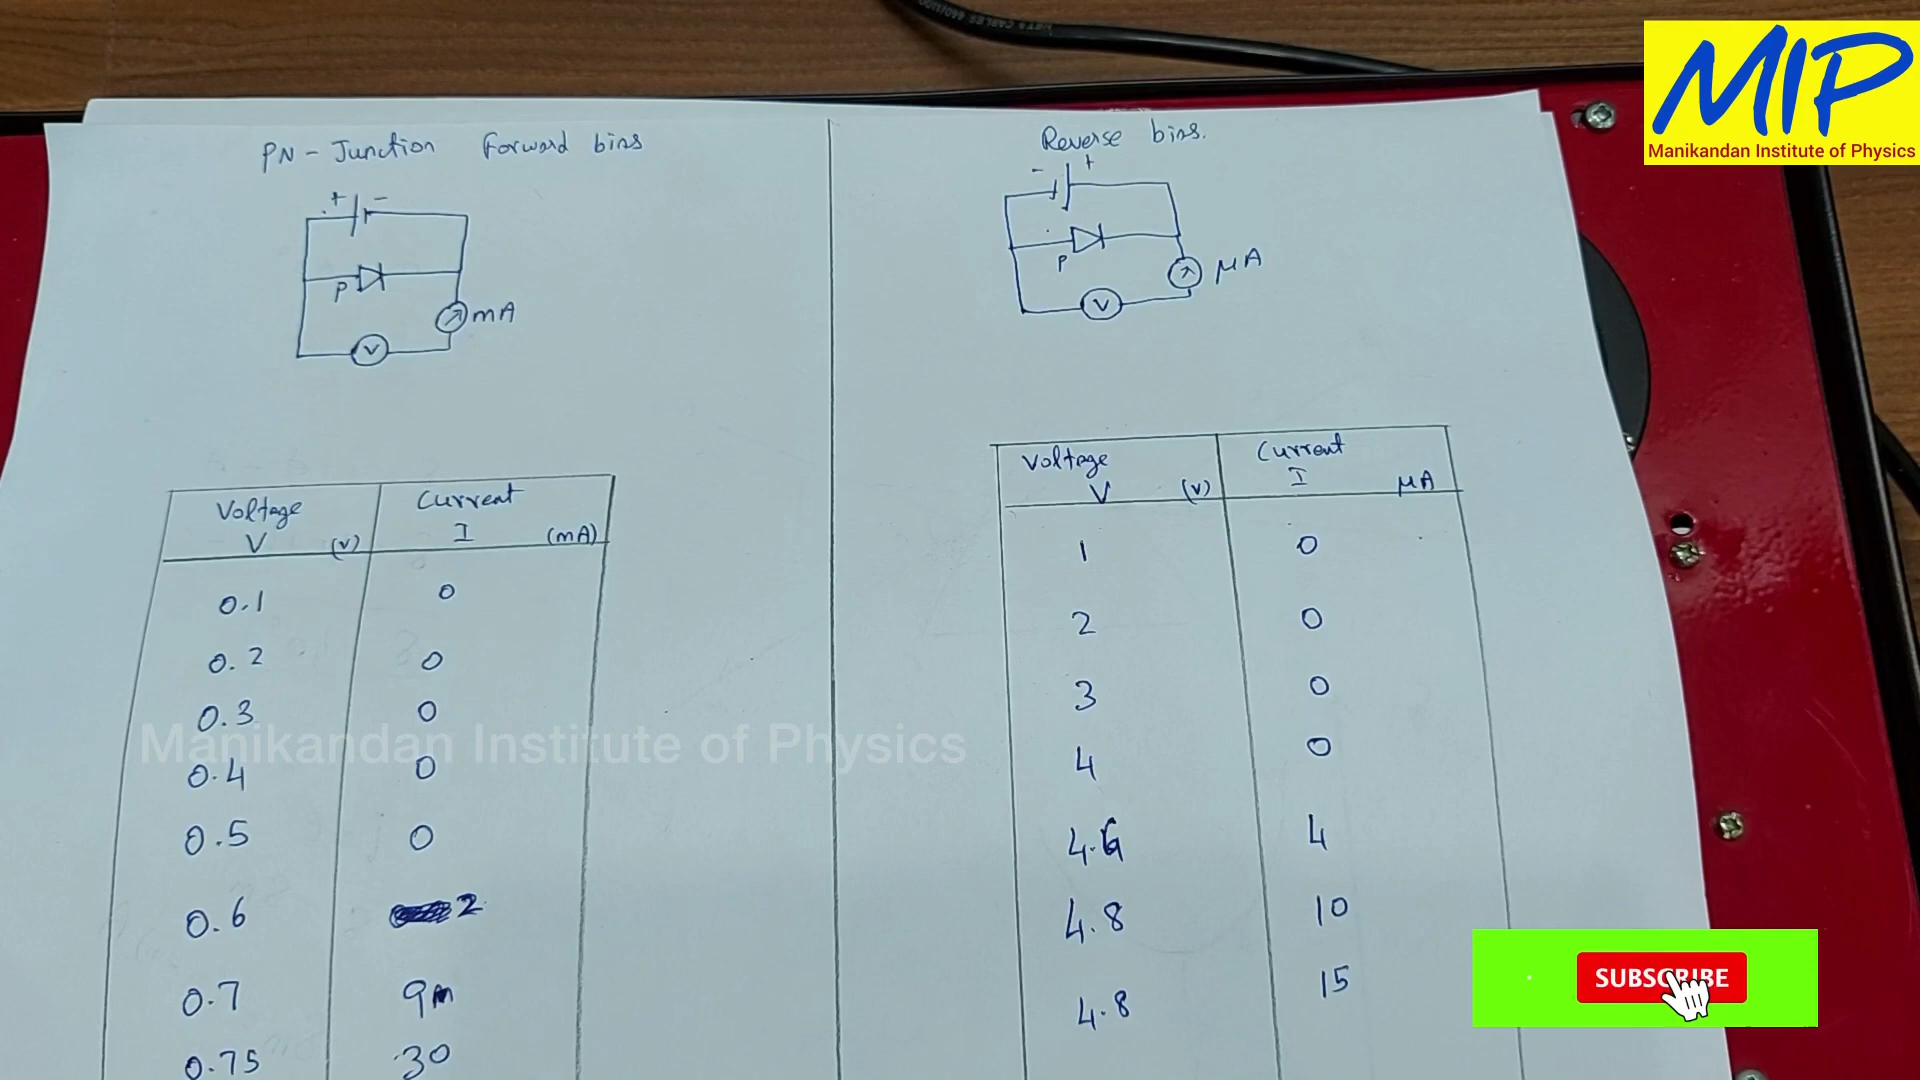 MIP
Manikandan Institute of Physics
PN - Junction Forward bias
+ -
P
mA
V
Voltage Current
V (V) I (mA)
0.1 0
0.2 0
0.3 0
0.4 0
0.5 0
0.6 2
0.7 9m
0.75 30
Reverse bias.
- +
P
μA
V
Voltage Current
V (V) I μA
1 0
2 0
3 0
4 0
4.6 4
4.8 10
4.8 15
Manikandan Institute of Physics
SUBSCRIBE